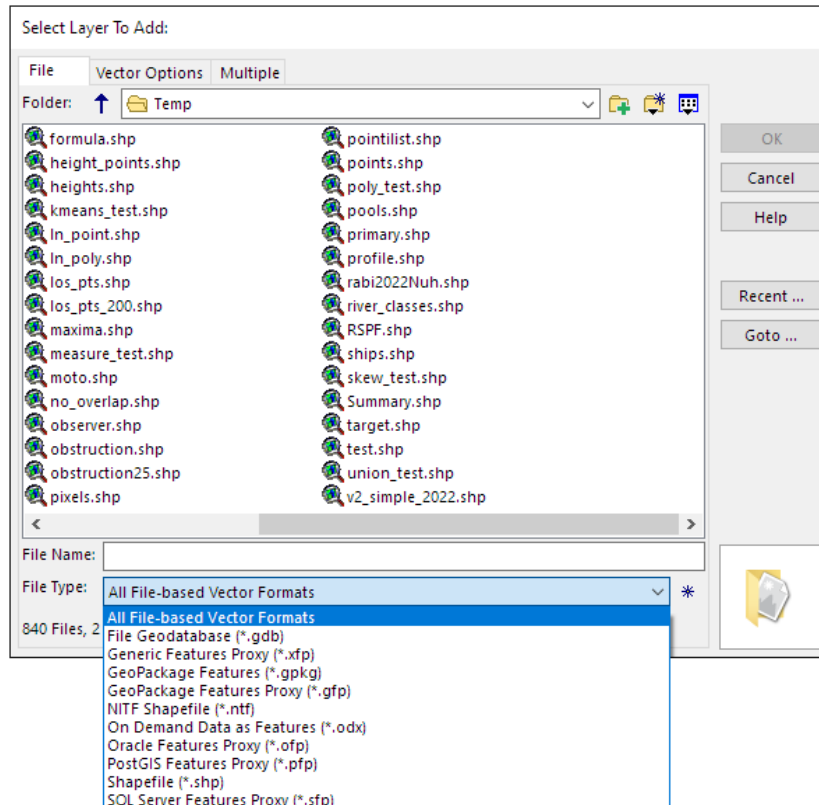 Select Layer To Add:
File Vector Options Multiple
Folder: Temp
formula.shp pointilist.shp
height_points.shp points.shp
heights.shp poly_test.shp
kmeans_test.shp pools.shp
ln_point.shp primary.shp
ln_poly.shp profile.shp
los_pts.shp rabi2022Nuh.shp
los_pts_200.shp river_classes.shp
maxima.shp RSPF.shp
measure_test.shp ships.shp
moto.shp skew_test.shp
no_overlap.shp Summary.shp
observer.shp target.shp
obstruction.shp test.shp
obstruction25.shp union_test.shp
pixels.shp v2_simple_2022.shp
OK
Cancel
Help
Recent ...
Goto ...
File Name:
File Type: All File-based Vector Formats
840 Files, 2
All File-based Vector Formats
File Geodatabase (*.gdb)
Generic Features Proxy (*.xfp)
GeoPackage Features (*.gpkg)
GeoPackage Features Proxy (*.gfp)
NITF Shapefile (*.ntf)
On Demand Data as Features (*.odx)
Oracle Features Proxy (*.ofp)
PostGIS Features Proxy (*.pfp)
Shapefile (*.shp)
SQL Server Features Proxy (*.sfp)